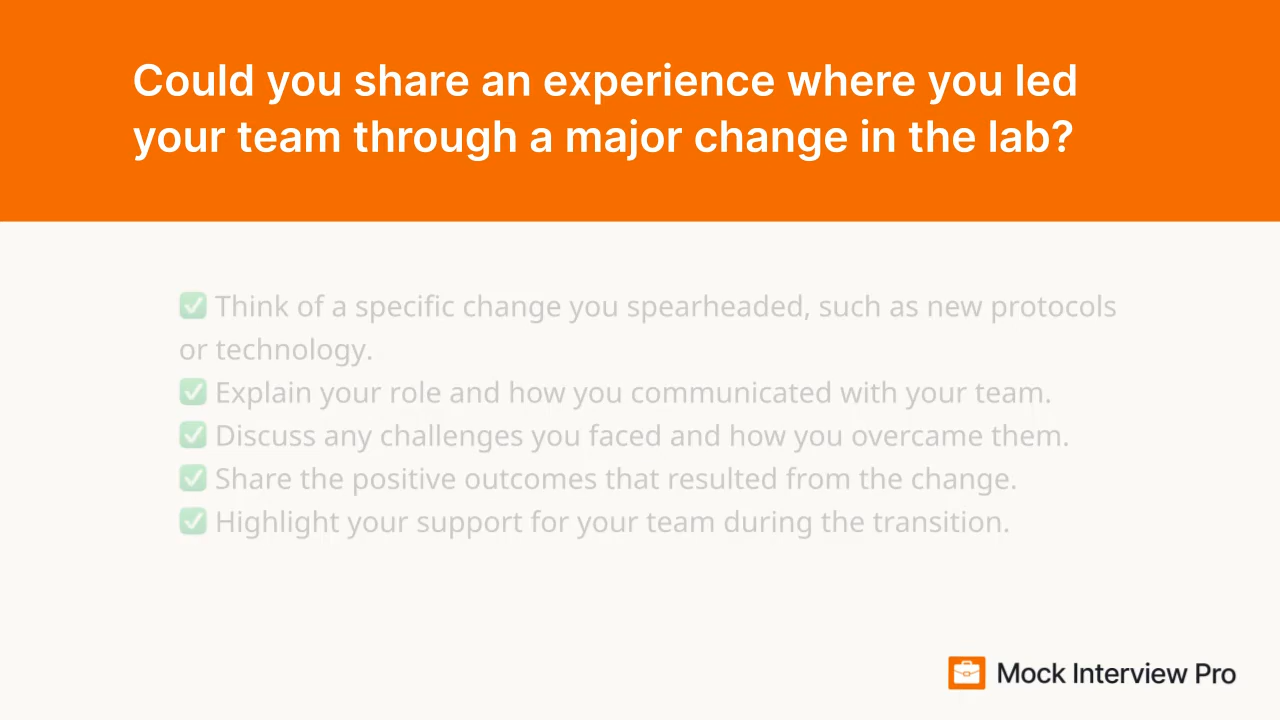 Could you share an experience where you led
your team through a major change in the lab?
✅ Think of a specific change you spearheaded, such as new protocols
or technology.
✅ Explain your role and how you communicated with your team.
✅ Discuss any challenges you faced and how you overcame them.
✅ Share the positive outcomes that resulted from the change.
✅ Highlight your support for your team during the transition.
Mock Interview Pro